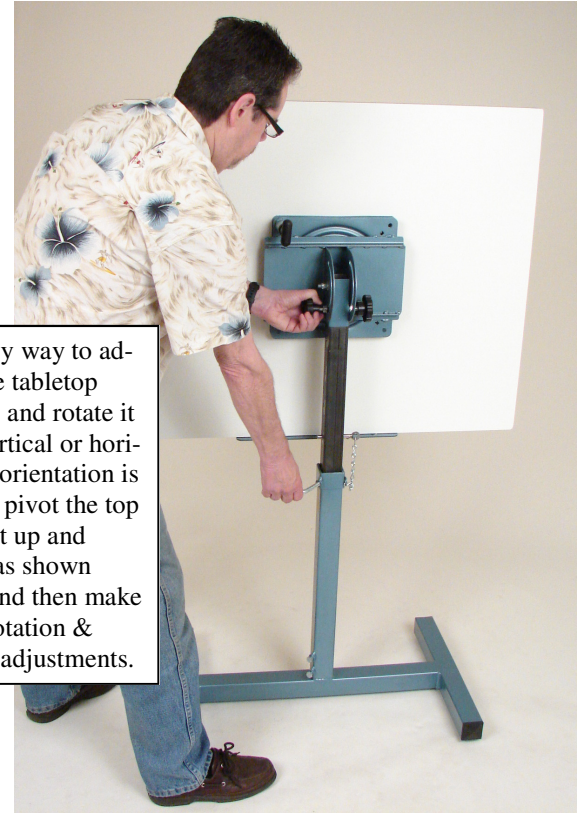 y way to ad-
e tabletop
and rotate it
rtical or hori-
orientation is
pivot the top
t up and
as shown
nd then make
otation &
adjustments.